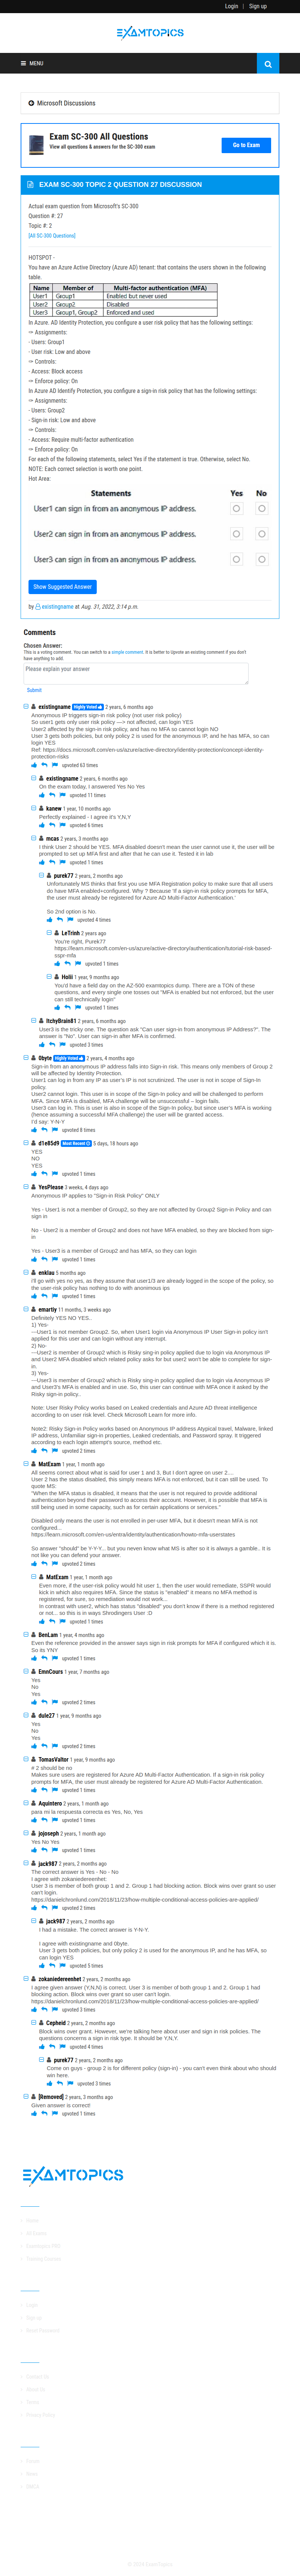 Login | Sign up
EXAMTOPICS
MENU
Microsoft Discussions
Exam SC-300 All Questions
View all questions & answers for the SC-300 exam
Go to Exam
EXAM SC-300 TOPIC 2 QUESTION 27 DISCUSSION
Actual exam question from Microsoft's SC-300
Question #: 27
Topic #: 2
[All SC-300 Questions]
HOTSPOT -
You have an Azure Active Directory (Azure AD) tenant: that contains the users shown in the following
table.
Name Member of Multi-factor authentication (MFA)
User1 Group1 Enabled but never used
User2 Group2 Disabled
User3 Group1, Group2 Enforced and used
In Azure. AD Identity Protection, you configure a user risk policy that has the following settings:
✑ Assignments:
- Users: Group1
- User risk: Low and above
✑ Controls:
- Access: Block access
✑ Enforce policy: On
In Azure AD Identity Protection, you configure a sign-in risk policy that has the following settings:
✑ Assignments:
- Users: Group2
- Sign-in risk: Low and above
✑ Controls:
- Access: Require multi-factor authentication
✑ Enforce policy: On
For each of the following statements, select Yes if the statement is true. Otherwise, select No.
NOTE: Each correct selection is worth one point.
Hot Area:
Statements Yes No
User1 can sign in from an anonymous IP address.
User2 can sign in from an anonymous IP address.
User3 can sign in from an anonymous IP address.
Show Suggested Answer
by existingname at Aug. 31, 2022, 3:14 p.m.
Comments
Chosen Answer:
This is a voting comment. You can switch to a simple comment. It is better to Upvote an existing comment if you don't
have anything to add.
Please explain your answer
Submit
existingname Highly Voted 2 years, 6 months ago
Anonymous IP triggers sign-in risk policy (not user risk policy)
So user1 gets only user risk policy —> not affected, can login YES
User2 affected by the sign-in risk policy, and has no MFA so cannot login NO
User 3 gets both policies, but only policy 2 is used for the anonymous IP, and he has MFA, so can
login YES
Ref: https://docs.microsoft.com/en-us/azure/active-directory/identity-protection/concept-identity-
protection-risks
upvoted 63 times
existingname 2 years, 6 months ago
On the exam today. I answered Yes No Yes
upvoted 11 times
kanew 1 year, 10 months ago
Perfectly explained - I agree it's Y,N,Y
upvoted 6 times
mcas 2 years, 3 months ago
I think User 2 should be YES. MFA disabled doesn't mean the user cannot use it, the user will be
prompted to set up MFA first and after that he can use it. Tested it in lab
upvoted 1 times
purek77 2 years, 2 months ago
Unfortunately MS thinks that first you use MFA Registration policy to make sure that all users
do have MFA enabled=configured. Why ? Because 'If a sign-in risk policy prompts for MFA,
user must already be registered for Azure AD Multi-Factor Authentication.'
So 2nd option is No.
upvoted 4 times
LeTrinh 2 years ago
You're right, Purek77
https://learn.microsoft.com/en-us/azure/active-directory/authentication/tutorial-risk-based-
sspr-mfa
upvoted 1 times
Holii 1 year, 9 months ago
You'd have a field day on the AZ-500 examtopics dump. There are a TON of these
questions, and every single one tosses out "MFA is enabled but not enforced, but the user
can still technically login"
upvoted 1 times
ItchyBrain81 2 years, 6 months ago
User3 is the tricky one. The question ask "Can user sign-in from anonymous IP Address?". The
answer is "No". User can sign-in after MFA is confirmed.
upvoted 3 times
0byte Highly Voted 2 years, 4 months ago
Sign-in from an anonymous IP address falls into Sign-in risk. This means only members of Group 2
will be affected by Identity Protection.
User1 can log in from any IP as user's IP is not scrutinized. The user is not in scope of Sign-In
policy.
User2 cannot login. This user is in scope of the Sign-In policy and will be challenged to perform
MFA. Since MFA is disabled, MFA challenge will be unsuccessful – login fails.
User3 can log in. This is user is also in scope of the Sign-in policy, but since user's MFA is working
(hence assuming a successful MFA challenge) the user will be granted access.
I'd say: Y-N-Y
upvoted 8 times
d1e85d9 Most Recent 5 days, 18 hours ago
YES
NO
YES
upvoted 1 times
YesPlease 3 weeks, 4 days ago
Anonymous IP applies to "Sign-in Risk Policy" ONLY
Yes - User1 is not a member of Group2, so they are not affected by Group2 Sign in Policy and can
sign in
No - User2 is a member of Group2 and does not have MFA enabled, so they are blocked from sign-
in
Yes - User3 is a member of Group2 and has MFA, so they can login
upvoted 1 times
enklau 5 months ago
i'll go with yes no yes, as they assume that user1/3 are already logged in the scope of the policy, so
the user-risk policy has nothing to do with anonimous ips
upvoted 1 times
emartiy 11 months, 3 weeks ago
Definitely YES NO YES..
1) Yes-
---User1 is not member Group2. So, when User1 login via Anonymous IP User Sign-in policy isn't
applied for this user and can login without any interrupt.
2) No-
---User2 is member of Group2 which is Risky sing-in policy applied due to login via Anonymous IP
and User2 MFA disabled which related policy asks for but user2 won't be able to complete for sign-
in.
3) Yes-
---User3 is member of Group2 which is Risky sing-in policy applied due to login via Anonymous IP
and User3's MFA is enabled and in use. So, this user can continue with MFA once it asked by the
Risky sign-in policy..
Note: User Risky Policy works based on Leaked credentials and Azure AD threat intelligence
according to on user risk level. Check Microsoft Learn for more info.
Note2: Risky Sign-in Policy works based on Anonymous IP address Atypical travel, Malware, linked
IP address, Unfamiliar sign-in properties, Leaked credentials, and Password spray. It triggered
according to each login attempt's source, method etc.
upvoted 2 times
MatExam 1 year, 1 month ago
All seems correct about what is said for user 1 and 3, But I don't agree on user 2....
User 2 has the status disabled, this simply means MFA is not enforced, but it can still be used. To
quote MS:
"When the MFA status is disabled, it means that the user is not required to provide additional
authentication beyond their password to access their account. However, it is possible that MFA is
still being used in some capacity, such as for certain applications or services."
Disabled only means the user is not enrolled in per-user MFA, but it doesn't mean MFA is not
configured...
https://learn.microsoft.com/en-us/entra/identity/authentication/howto-mfa-userstates
So answer "should" be Y-Y-Y... but you never know what MS is after so it is always a gamble.. It is
not like you can defend your answer.
upvoted 2 times
MatExam 1 year, 1 month ago
Even more, if the user-risk policy would hit user 1, then the user would remediate, SSPR would
kick in which also requires MFA. Since the status is "enabled" it means no MFA method is
registered, for sure, so remediation would not work...
In contrast with user2, which has status "disabled" you don't know if there is a method registered
or not... so this is in ways Shrodingers User :D
upvoted 1 times
BenLam 1 year, 4 months ago
Even the reference provided in the answer says sign in risk prompts for MFA if configured which it is.
So its YNY
upvoted 1 times
EmnCours 1 year, 7 months ago
Yes
No
Yes
upvoted 2 times
dule27 1 year, 9 months ago
Yes
No
Yes
upvoted 2 times
TomasValtor 1 year, 9 months ago
# 2 should be no
Makes sure users are registered for Azure AD Multi-Factor Authentication. If a sign-in risk policy
prompts for MFA, the user must already be registered for Azure AD Multi-Factor Authentication.
upvoted 1 times
Aquintero 2 years, 1 month ago
para mi la respuesta correcta es Yes, No, Yes
upvoted 1 times
jojoseph 2 years, 1 month ago
Yes No Yes
upvoted 1 times
jack987 2 years, 2 months ago
The correct answer is Yes - No - No
i agree with zokanedereenhet:
User 3 is member of both group 1 and 2. Group 1 had blocking action. Block wins over grant so user
can't login.
https://danielchronlund.com/2018/11/23/how-multiple-conditional-access-policies-are-applied/
upvoted 2 times
jack987 2 years, 2 months ago
I had a mistake. The correct answer is Y-N-Y.
I agree with existingname and 0byte.
User 3 gets both policies, but only policy 2 is used for the anonymous IP, and he has MFA, so
can login YES
upvoted 5 times
zokaniedereenhet 2 years, 2 months ago
I agree given answer (Y,N,N) is correct. User 3 is member of both group 1 and 2. Group 1 had
blocking action. Block wins over grant so user can't login.
https://danielchronlund.com/2018/11/23/how-multiple-conditional-access-policies-are-applied/
upvoted 3 times
Cepheid 2 years, 2 months ago
Block wins over grant. However, we're talking here about user and sign in risk policies. The
questions concerns sign in type risk. It should be Y,N,Y.
upvoted 4 times
purek77 2 years, 2 months ago
Come on guys - group 2 is for different policy (sign-in) - you can't even think about who should
win here.
upvoted 3 times
[Removed] 2 years, 3 months ago
Given answer is correct!
upvoted 1 times
EXAMTOPICS